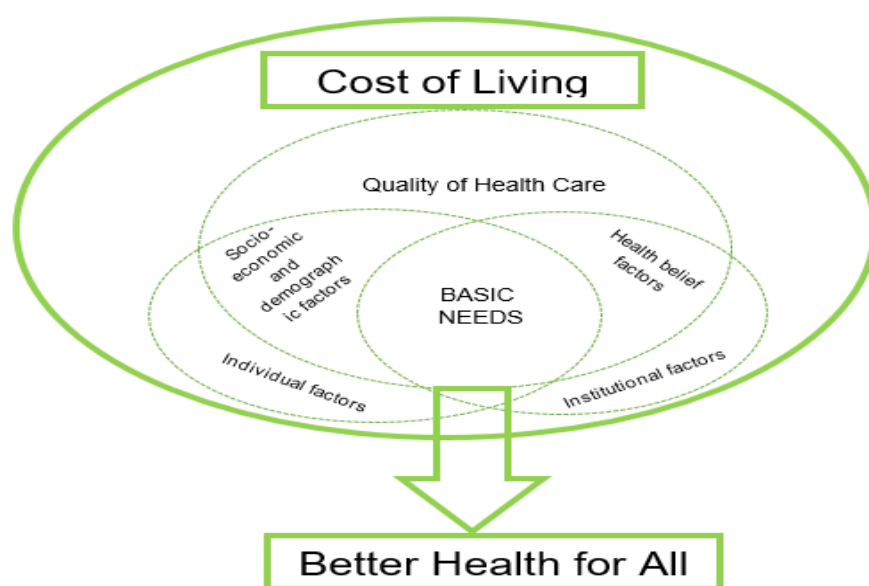 Cost of Living
Quality of Health Care
Socio-
economic
and
demograph
ic factors
Health belief
factors
BASIC
NEEDS
Individual factors
Institutional factors
Better Health for All